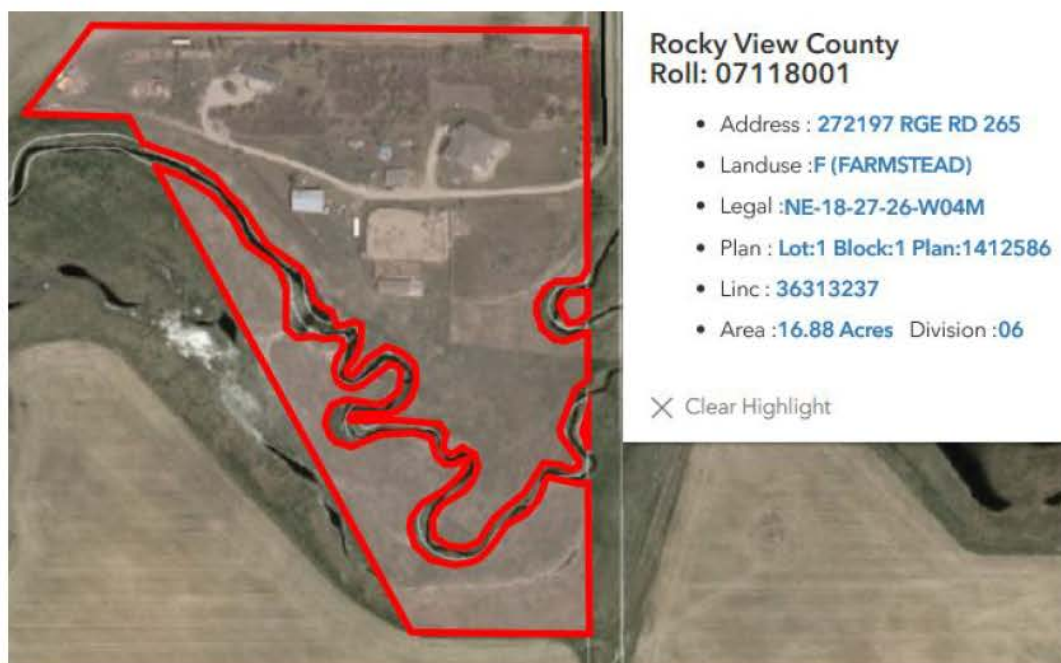 Rocky View County
Roll: 07118001
• Address : 272197 RGE RD 265
• Landuse :F (FARMSTEAD)
• Legal :NE-18-27-26-W04M
• Plan : Lot:1 Block:1 Plan:1412586
• Linc : 36313237
• Area :16.88 Acres Division :06
Clear Highlight